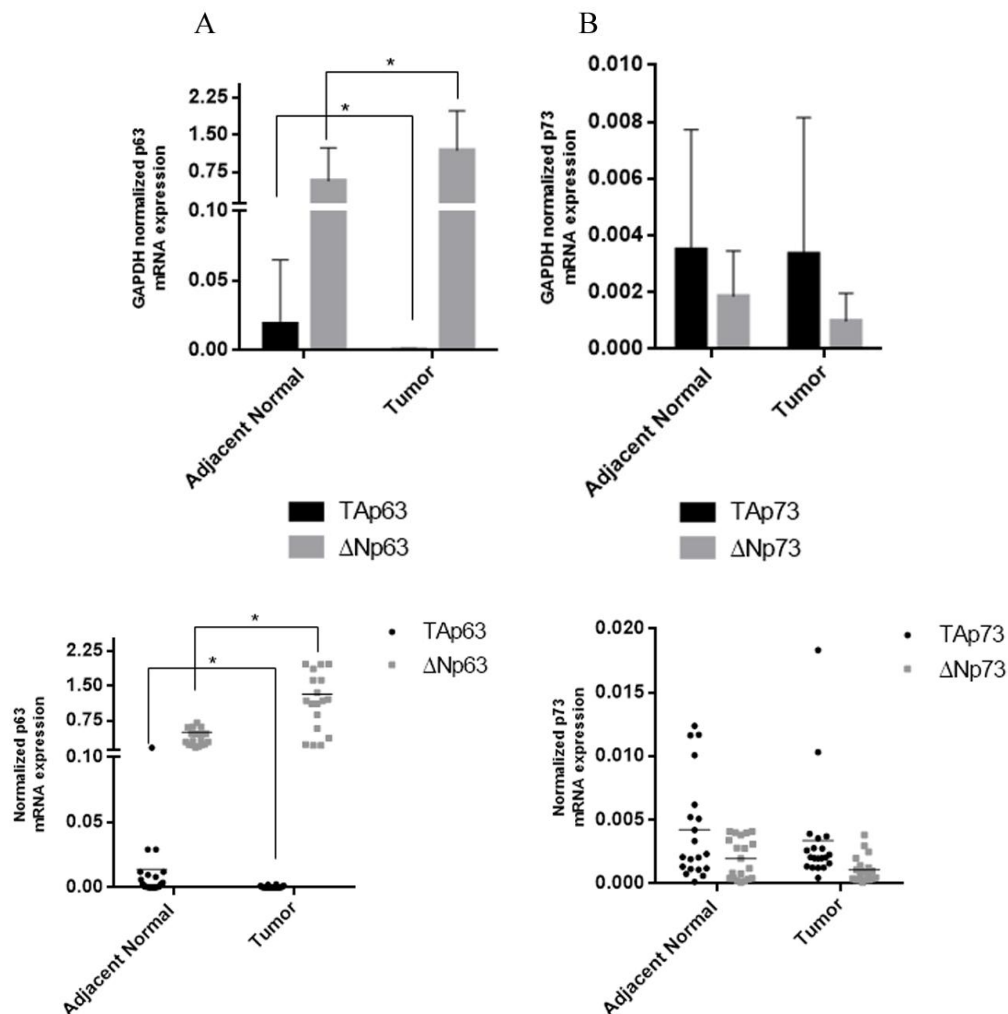 A
B
GAPDH normalized p63
mRNA expression
2.25
1.50
0.75
0.10
0.05
0.00
*
*
Adjacent Normal
Tumor
TAp63
ΔNp63
GAPDH normalized p73
mRNA expression
0.010
0.008
0.006
0.004
0.002
0.000
Adjacent Normal
Tumor
TAp73
ΔNp73
Normalized p63
mRNA expression
2.25
1.50
0.75
0.10
0.05
0.00
*
*
TAp63
ΔNp63
Adjacent Normal
Tumor
Normalized p73
mRNA expression
0.020
0.015
0.010
0.005
0.000
TAp73
ΔNp73
Adjacent Normal
Tumor